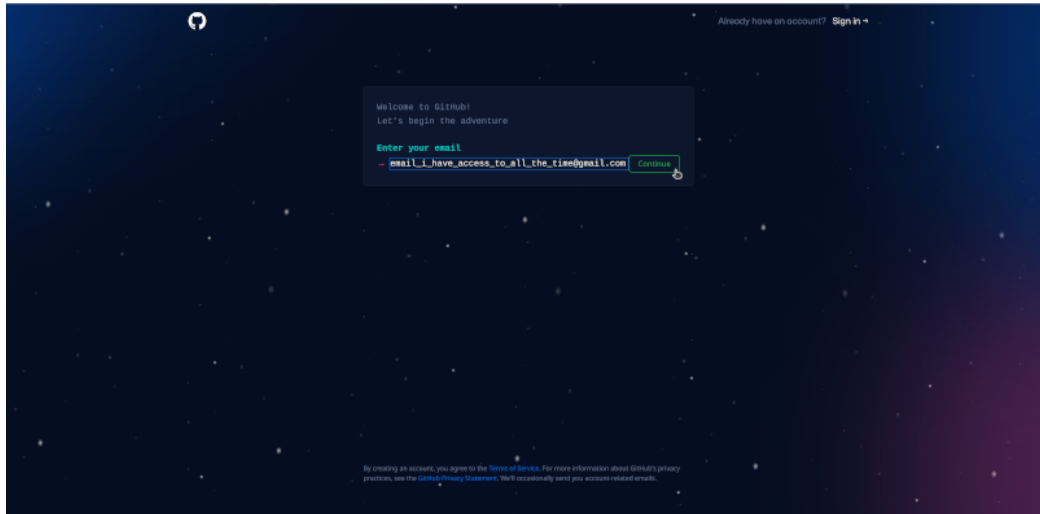 Already have an account? Sign in →
Welcome to GitHub!
Let's begin the adventure
Enter your email
→ email_i_have_access_to_all_the_time@gmail.com Continue
By creating an account, you agree to the Terms of Service. For more information about GitHub's privacy
practices, see the GitHub Privacy Statement. We'll occasionally send you account-related emails.